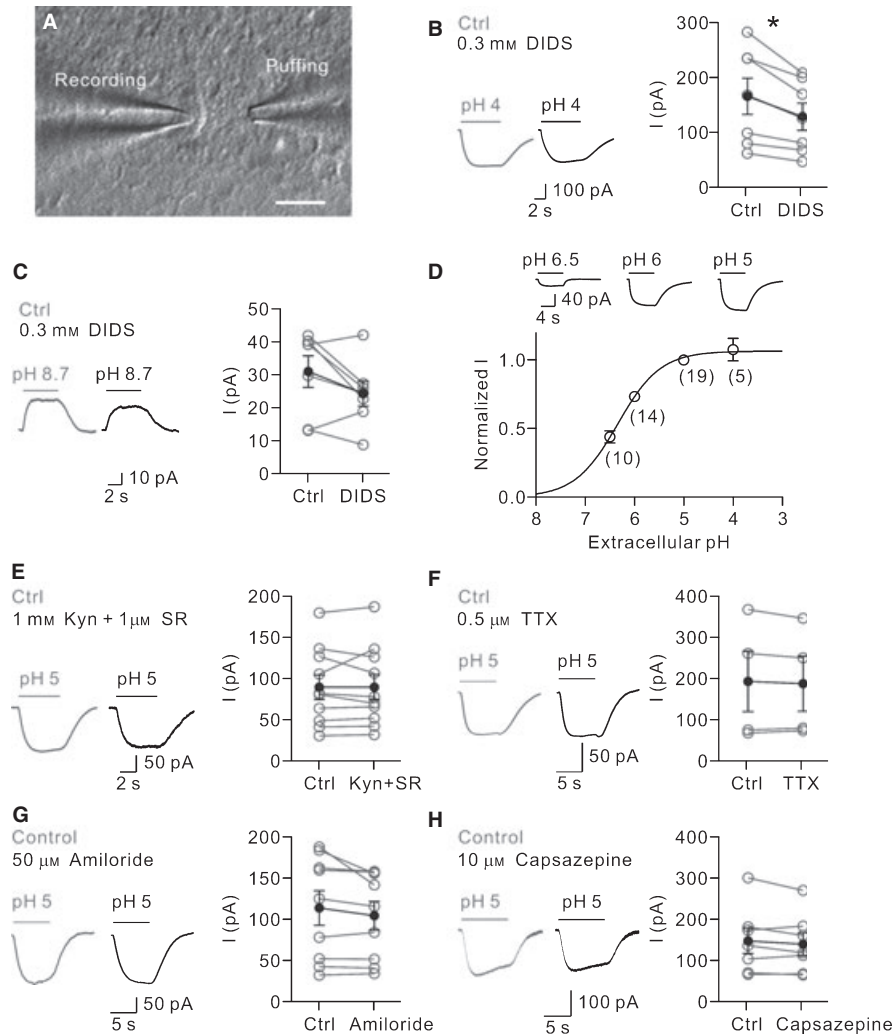 A
Recording
Puffing
B
Ctrl
0.3 mM DIDS
pH 4
pH 4
100 pA
2 s
I (pA)
300
200
100
0
*
Ctrl
DIDS
C
Ctrl
0.3 mM DIDS
pH 8.7
pH 8.7
10 pA
2 s
I (pA)
50
40
30
20
10
0
Ctrl
DIDS
D
pH 6.5
pH 6
pH 5
40 pA
4 s
Normalized I
1.0
0.5
0.0
(10)
(14)
(19)
(5)
8
7
6
5
4
3
Extracellular pH
E
Ctrl
1 mM Kyn + 1μM SR
pH 5
pH 5
50 pA
2 s
I (pA)
200
150
100
50
0
Ctrl
Kyn+SR
F
Ctrl
0.5 μM TTX
pH 5
pH 5
50 pA
5 s
I (pA)
400
300
200
100
0
Ctrl
TTX
G
Control
50 μM Amiloride
pH 5
pH 5
50 pA
5 s
I (pA)
200
150
100
50
0
Ctrl
Amiloride
H
Control
10 μM Capsazepine
pH 5
pH 5
100 pA
5 s
I (pA)
400
300
200
100
0
Ctrl
Capsazepine